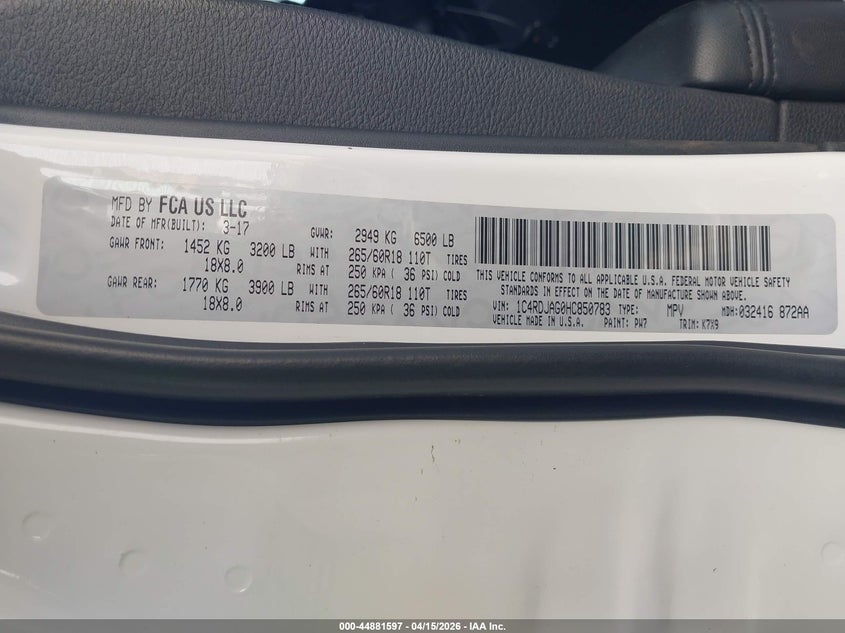 MFD BY FCA US LLC
DATE OF MFR(BUILT): 3-17 GVWR: 2949 KG 6500 LB
GAWR FRONT: 1452 KG 3200 LB WITH 265/60R18 110T TIRES
18X8.0 RIMS AT 250 KPA ( 36 PSI) COLD
GAWR REAR: 1770 KG 3900 LB WITH 265/60R18 110T TIRES
18X8.0 RIMS AT 250 KPA ( 36 PSI) COLD
THIS VEHICLE CONFORMS TO ALL APPLICABLE U.S.A. FEDERAL MOTOR VEHICLE SAFETY
STANDARDS IN EFFECT ON THE DATE OF MANUFACTURE SHOWN ABOVE.
VIN: 1C4RDJAG0HC850783 TYPE: MPV MDH: 032416 872AA
VEHICLE MADE IN U.S.A. PAINT: PW7 TRIM: K7X9
000-44881597 - 04/15/2026 - IAA Inc.